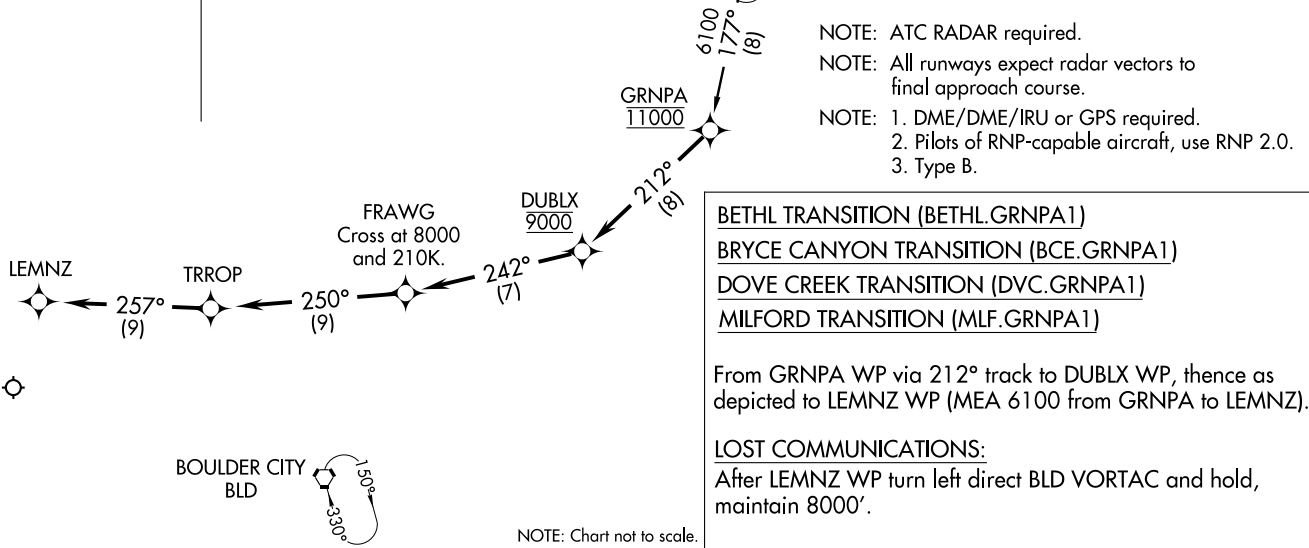 6100
177°
(8)
GRNPA
11000
212°
(8)
DUBLX
9000
242°
(7)
FRAWG
Cross at 8000
and 210K.
250°
(9)
TRROP
257°
(9)
LEMNZ
BOULDER CITY
BLD
150°
330°
NOTE: Chart not to scale.
NOTE: ATC RADAR required.
NOTE: All runways expect radar vectors to
final approach course.
NOTE: 1. DME/DME/IRU or GPS required.
2. Pilots of RNP-capable aircraft, use RNP 2.0.
3. Type B.
BETHL TRANSITION (BETHL.GRNPA1)
BRYCE CANYON TRANSITION (BCE.GRNPA1)
DOVE CREEK TRANSITION (DVC.GRNPA1)
MILFORD TRANSITION (MLF.GRNPA1)
From GRNPA WP via 212° track to DUBLX WP, thence as
depicted to LEMNZ WP (MEA 6100 from GRNPA to LEMNZ).
LOST COMMUNICATIONS:
After LEMNZ WP turn left direct BLD VORTAC and hold,
maintain 8000′.